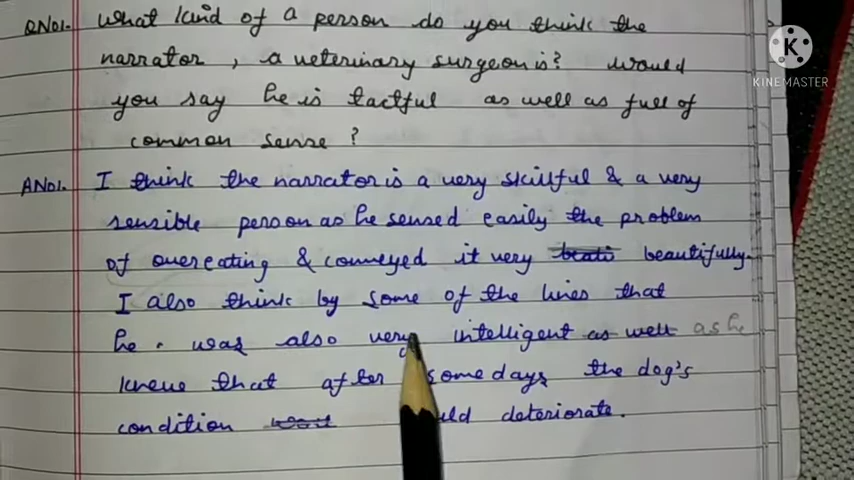 QNo1. What kind of a person do you think the
narrator, a veterinary surgeon is? Would
you say he is tactful as well as full of
common sense?
ANo1. I think the narrator is a very skillful & a very
sensible person as he sensed easily the problem
of overeating & conveyed it very beautifully.
I also think by some of the lines that
he was also very intelligent as well as he
knew that after somedays the dog's
condition deteriorate.
K
KINEMASTER